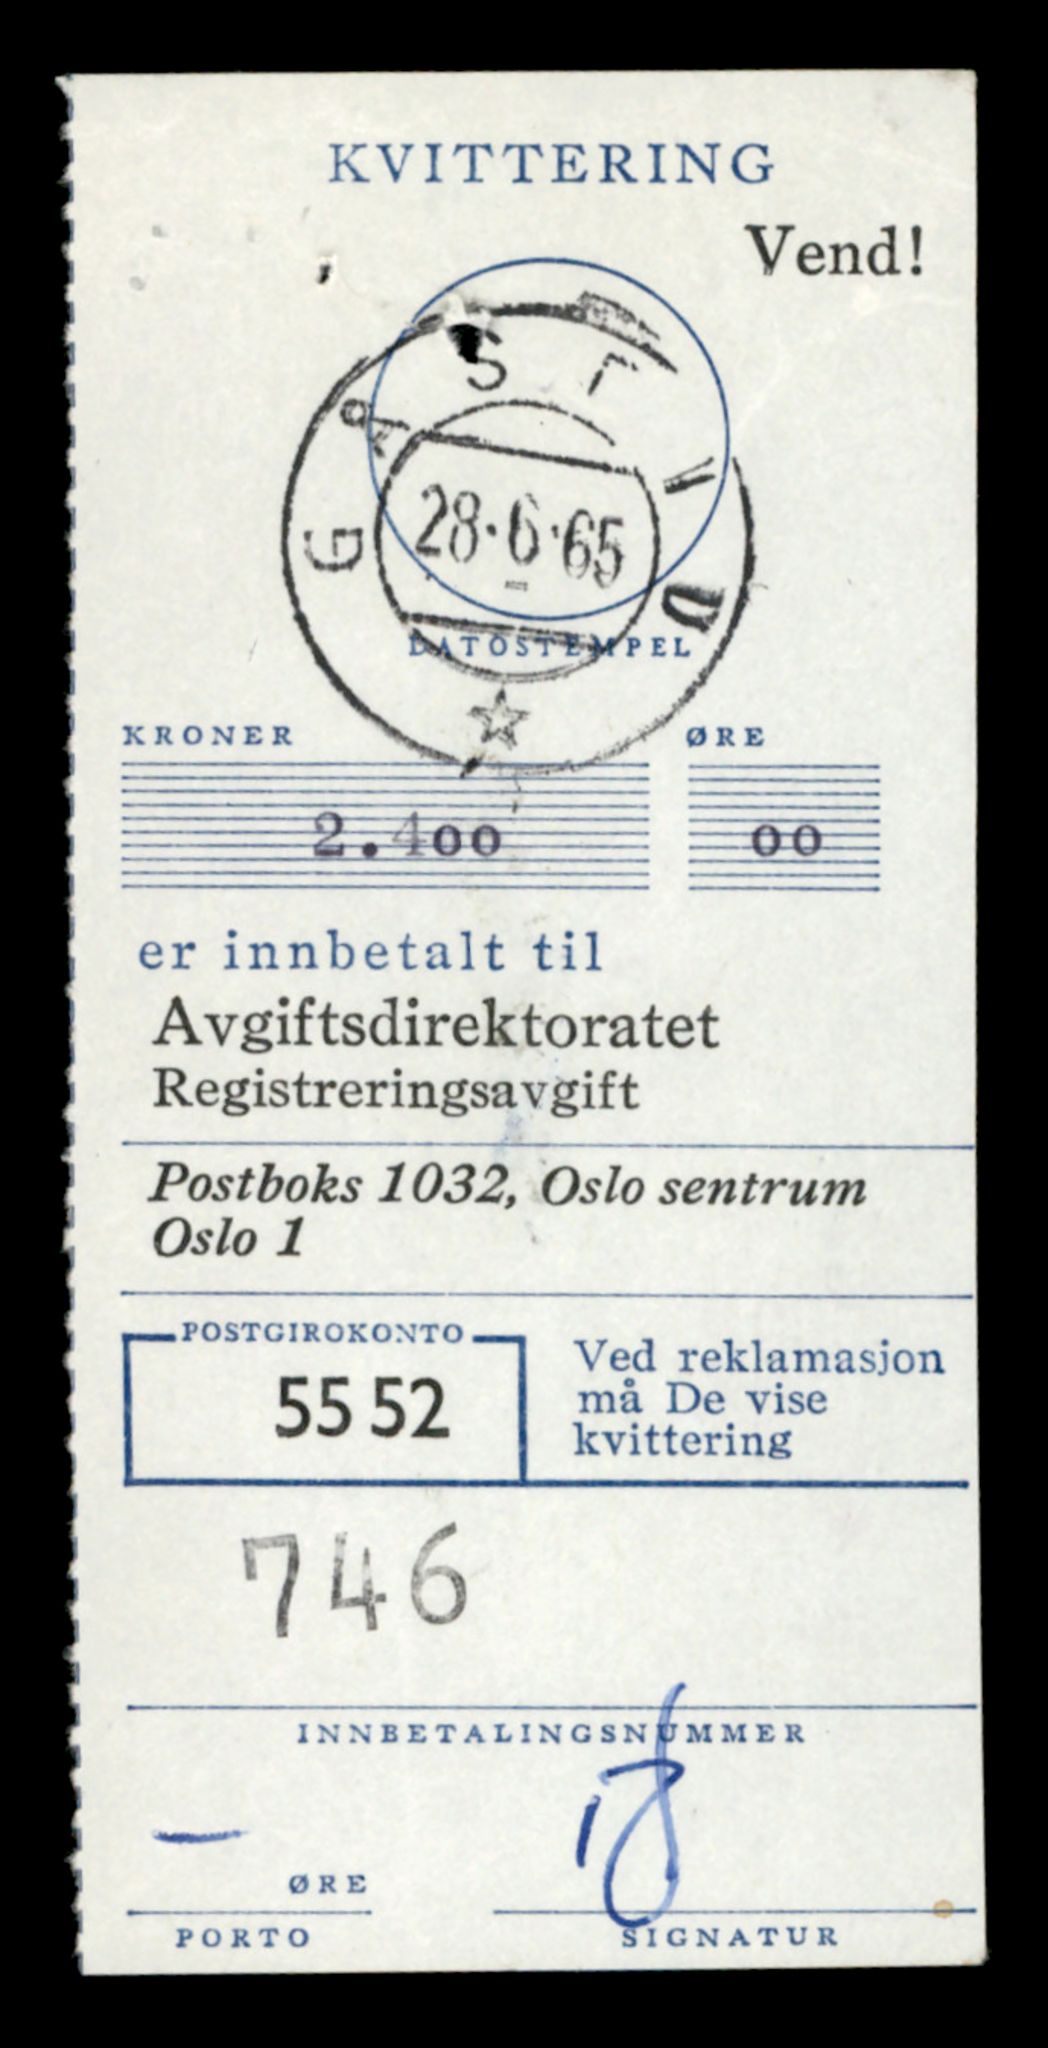 KVITTERING
Vend!
GÅSTID
28.6.65
DATOSTEMPEL
KRONER ØRE
2.400 00
er innbetalt til
Avgiftsdirektoratet
Registreringsavgift
Postboks 1032, Oslo sentrum
Oslo 1
POSTGIROKONTO
55 52
Ved reklamasjon
må De vise
kvittering
746
INNBETALINGSNUMMER
—
ØRE
PORTO
SIGNATUR